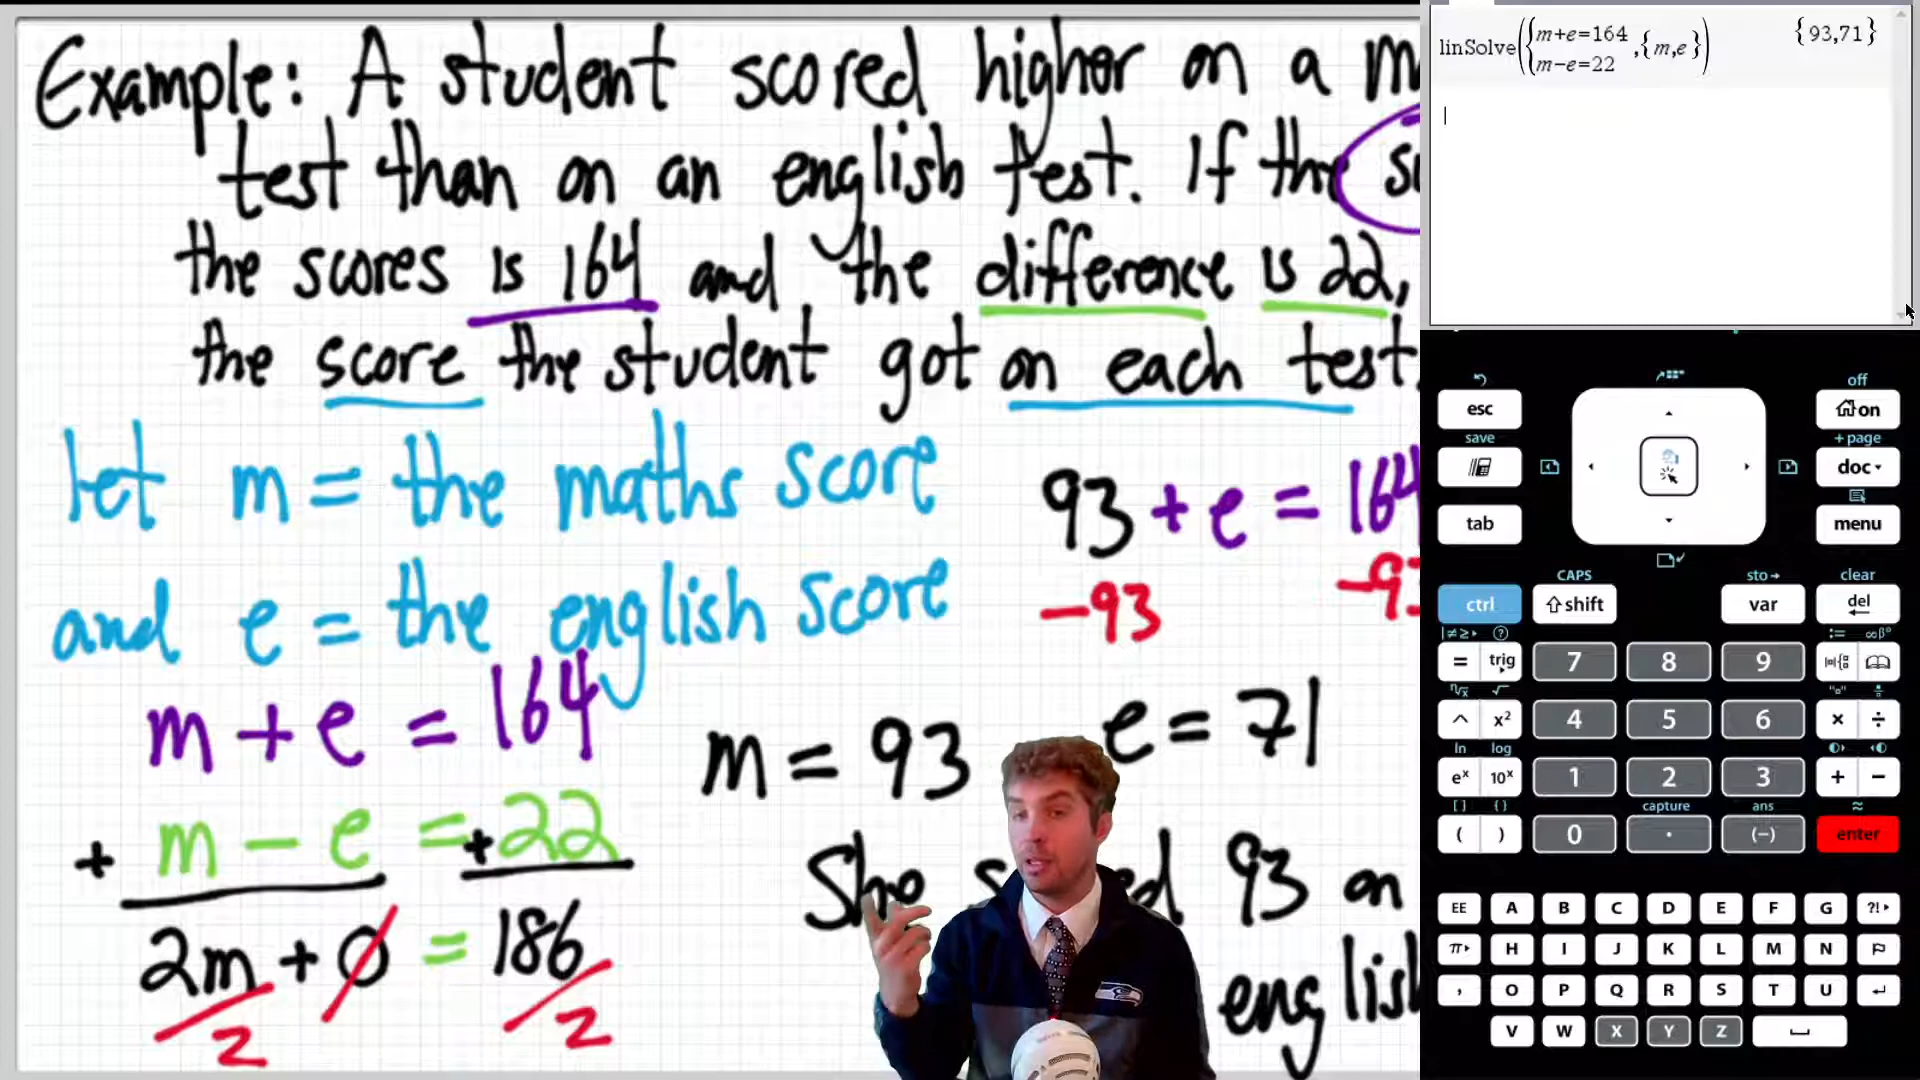 Example: A student scored higher on a m
test than on an english test. If the su
the scores is 164 and the difference is 22,
the score the student got on each test.
let m = the maths score
and e = the english score
m + e = 164
+ m - e = + 22
2m + 0 = 186
2 2
93 + e = 164
-93 -93
m = 93 e = 71
She 93 on
english
linSolve({m+e=164, m-e=22,{m,e}) {93,71}
off
esc on
save + page
doc
tab menu
CAPS sto→ clear
ctrl ⇧shift var del
|≠≥▸ ? := ∞β°
= trig 7 8 9
ⁿ√x √ "□" ÷
^ x² 4 5 6 × ÷
ln log
eˣ 10ˣ 1 2 3 + −
[ ] { } capture ans ≈
( ) 0 . (−) enter
EE A B C D E F G ?!▸
π▸ H I J K L M N
, O P Q R S T U ↵
V W X Y Z